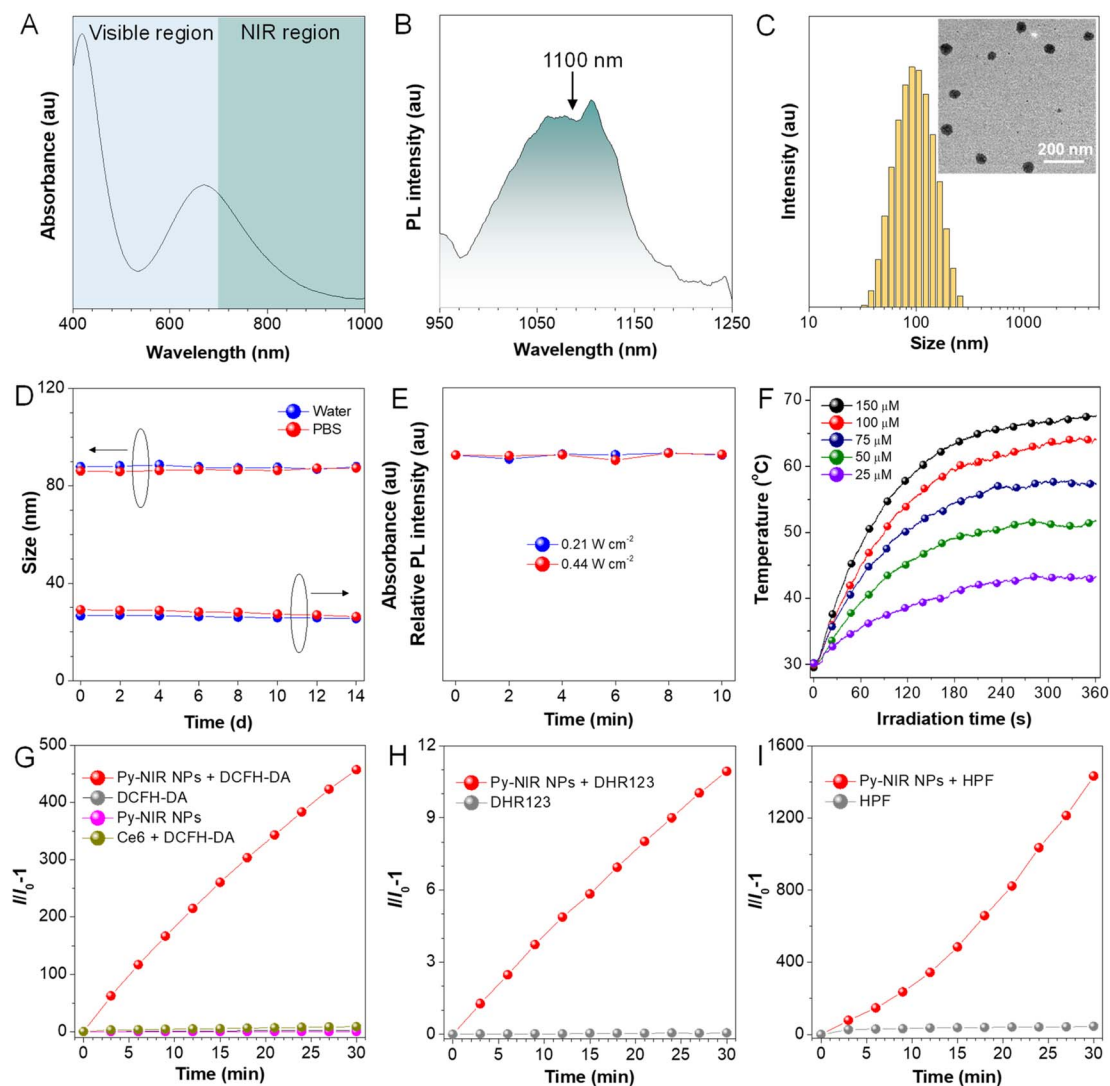 A
Visible region
NIR region
Absorbance (au)
400
600
800
1000
Wavelength (nm)
B
1100 nm
PL intensity (au)
950
1050
1150
1250
Wavelength (nm)
C
200 nm
Intensity (au)
10
100
1000
Size (nm)
D
120
90
60
30
0
Size (nm)
Water
PBS
Absorbance (au)
0
2
4
6
8
10
12
14
Time (d)
E
Relative PL intensity (au)
0.21 W cm-2
0.44 W cm-2
0
2
4
6
8
10
Time (min)
F
70
60
50
40
30
Temperature (°C)
150 μM
100 μM
75 μM
50 μM
25 μM
0
60
120
180
240
300
360
Irradiation time (s)
G
500
400
300
200
100
0
I/I0-1
Py-NIR NPs + DCFH-DA
DCFH-DA
Py-NIR NPs
Ce6 + DCFH-DA
0
5
10
15
20
25
30
Time (min)
H
12
9
6
3
0
I/I0-1
Py-NIR NPs + DHR123
DHR123
0
5
10
15
20
25
30
Time (min)
I
1600
1200
800
400
0
I/I0-1
Py-NIR NPs + HPF
HPF
0
5
10
15
20
25
30
Time (min)